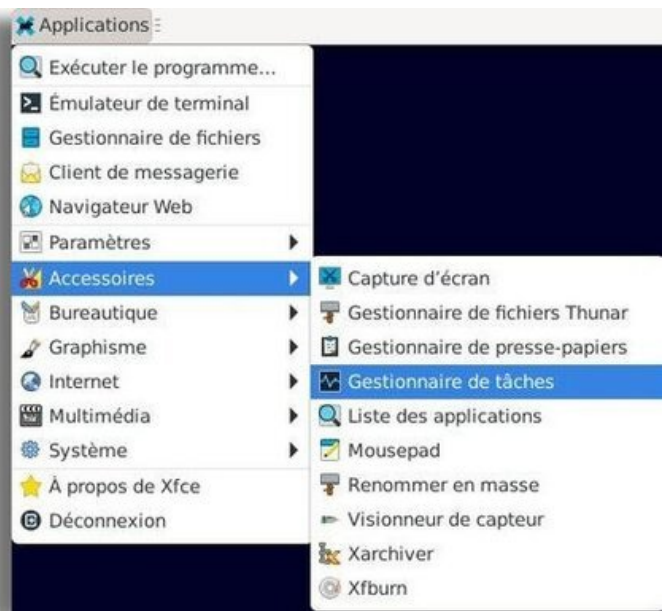 Applications
Exécuter le programme...
Émulateur de terminal
Gestionnaire de fichiers
Client de messagerie
Navigateur Web
Paramètres
Accessoires
Bureautique
Graphisme
Internet
Multimédia
Système
À propos de Xfce
Déconnexion
Capture d’écran
Gestionnaire de fichiers Thunar
Gestionnaire de presse-papiers
Gestionnaire de tâches
Liste des applications
Mousepad
Renommer en masse
Visionneur de capteur
Xarchiver
Xfburn